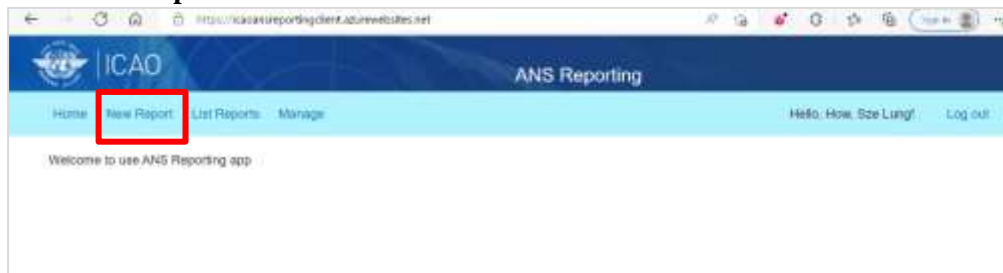 https://icaoansreportingclient.azurewebsites.net
ICAO
ANS Reporting
Home New Report List Reports Manage Hello, How, Sze Lung! Log out
Welcome to use ANS Reporting app